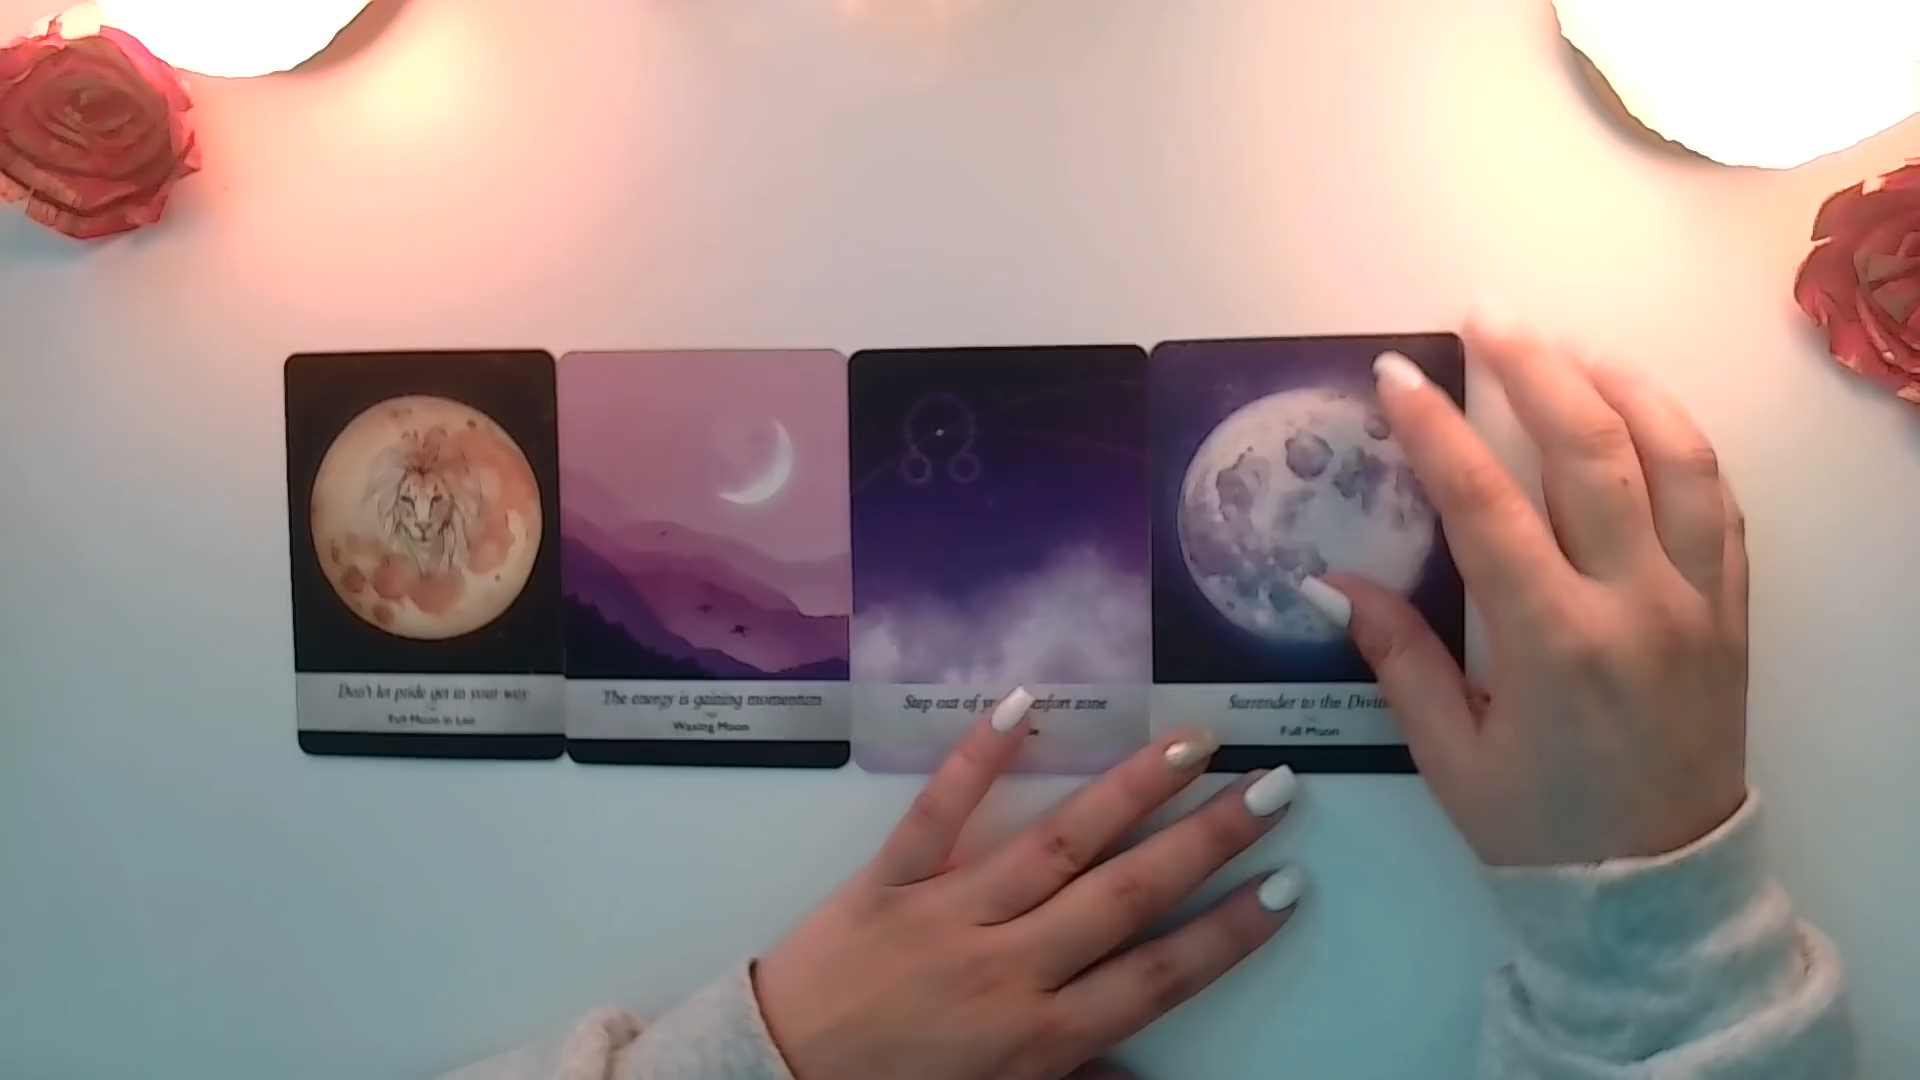 Don't let pride get in your way
Full Moon in Leo
The energy is gaining momentum
Waxing Moon
Step out of comfort zone
Surrender to the
Full Moon